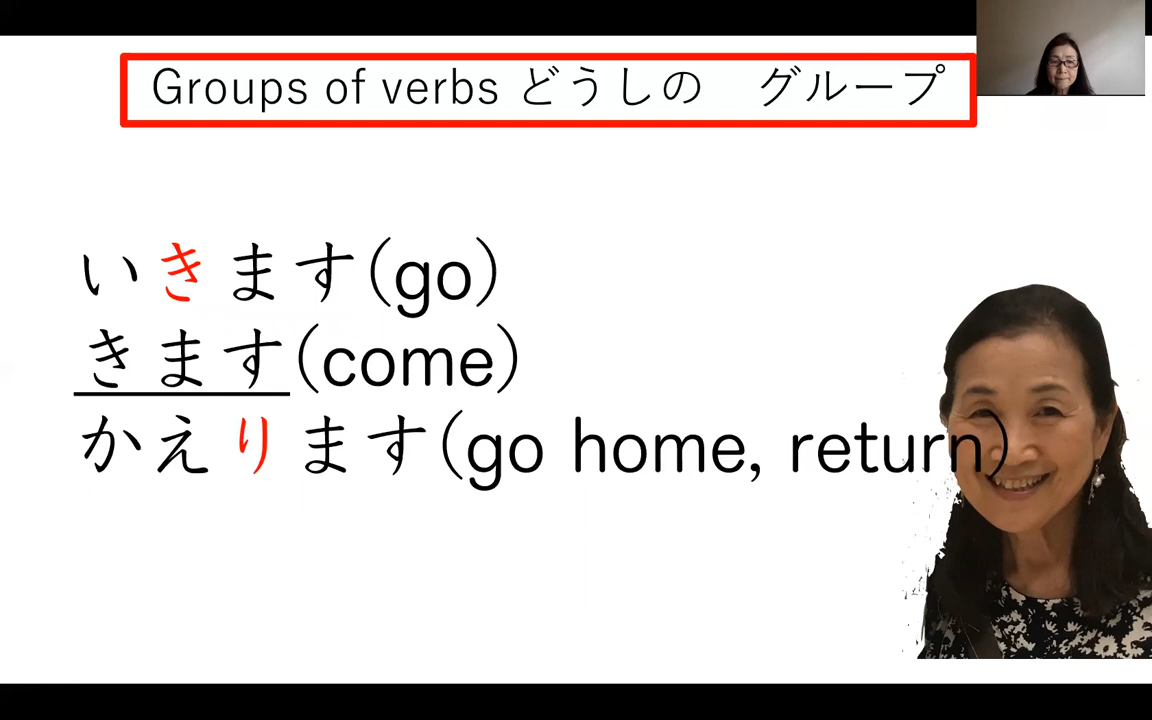 Groups of verbs どうしの　グループ
いきます(go)
きます(come)
かえります(go home, return)